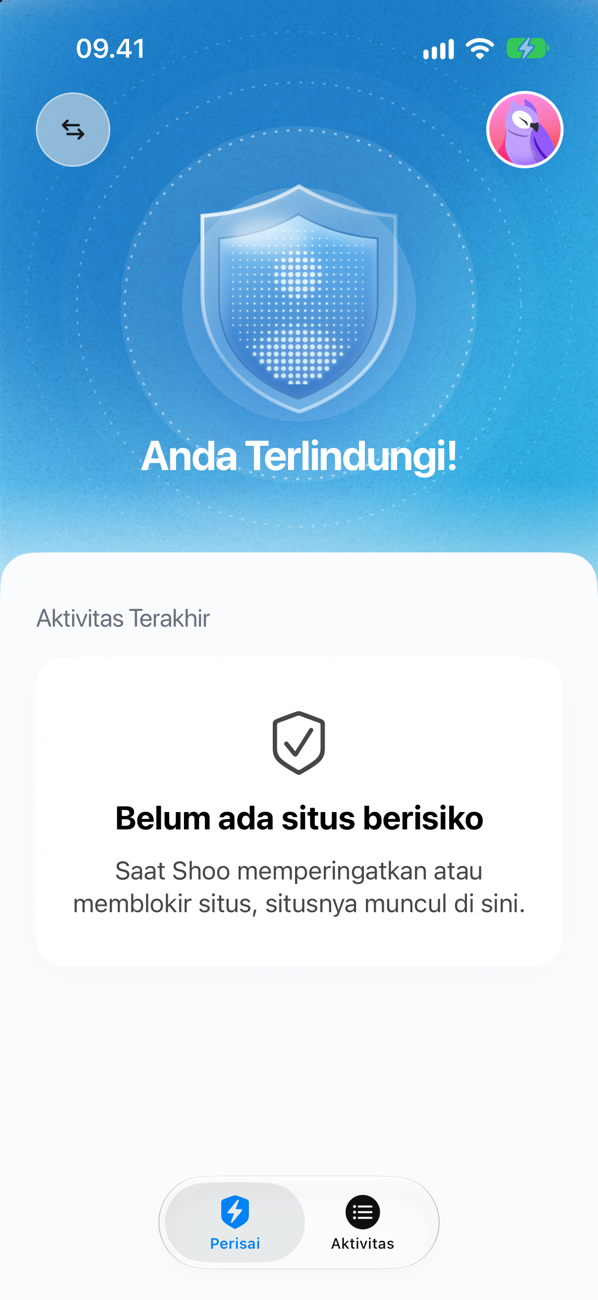 09.41
Anda Terlindungi!
Aktivitas Terakhir
Belum ada situs berisiko
Saat Shoo memperingatkan atau
memblokir situs, situsnya muncul di sini.
Perisai
Aktivitas